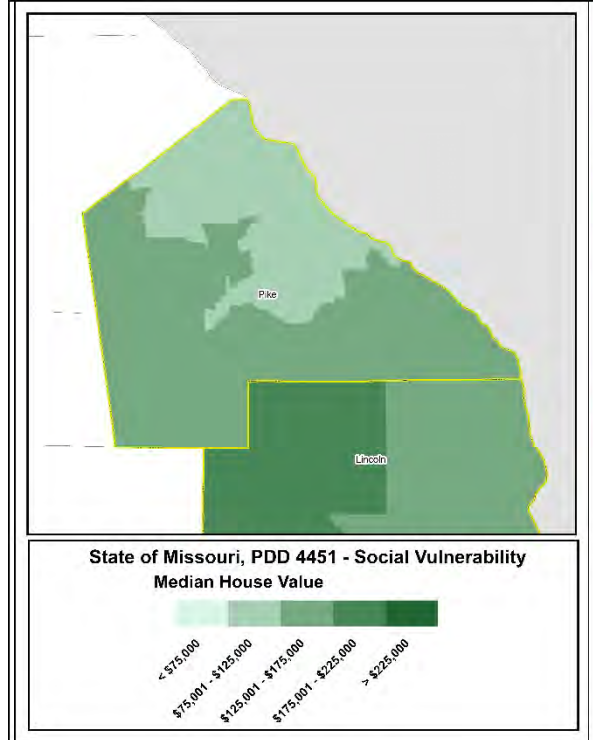 Pike
Lincoln
State of Missouri, PDD 4451 - Social Vulnerability
Median House Value
< $75,000
$75,001 - $125,000
$125,001 - $175,000
$175,001 - $225,000
> $225,000